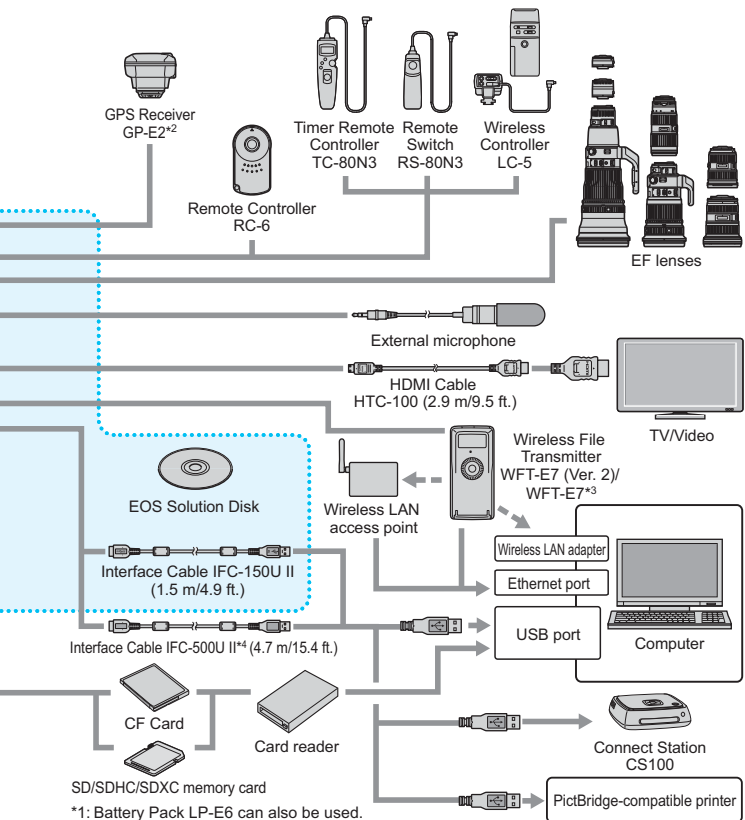 GPS Receiver
GP-E2*2
Remote Controller
RC-6
Timer Remote
Controller
TC-80N3
Remote
Switch
RS-80N3
Wireless
Controller
LC-5
EF lenses
External microphone
HDMI Cable
HTC-100 (2.9 m/9.5 ft.)
TV/Video
EOS Solution Disk
Wireless LAN
access point
Wireless File
Transmitter
WFT-E7 (Ver. 2)/
WFT-E7*3
Wireless LAN adapter
Ethernet port
USB port
Computer
Interface Cable IFC-150U II
(1.5 m/4.9 ft.)
Interface Cable IFC-500U II*4 (4.7 m/15.4 ft.)
CF Card
Card reader
SD/SDHC/SDXC memory card
Connect Station
CS100
PictBridge-compatible printer
*1: Battery Pack LP-E6 can also be used.